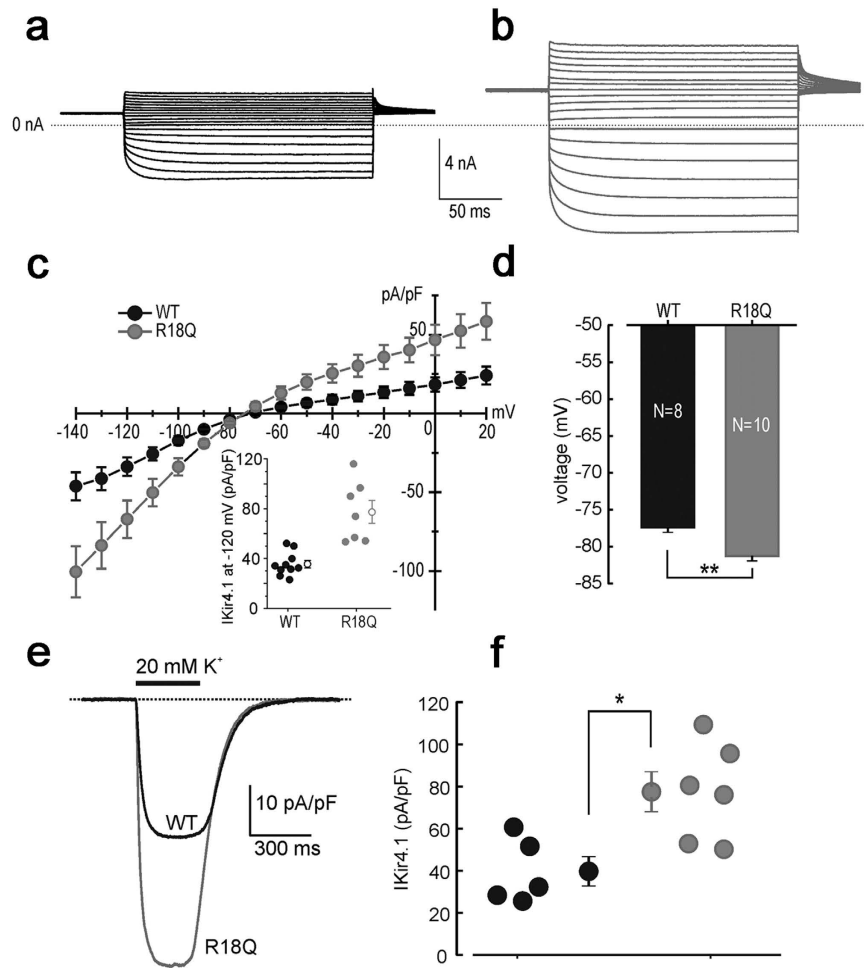 a
b
0 nA
4 nA
50 ms
c
d
WT
R18Q
pA/pF
50
mV
-140 -120 -100 -80 -60 -40 -20 0 20
-50
-100
IKir4.1 at -120 mV (pA/pF)
120
80
40
0
WT R18Q
WT R18Q
voltage (mV)
-50
-55
-60
-65
-70
-75
-80
-85
N=8
N=10
**
e
20 mM K+
WT
R18Q
10 pA/pF
300 ms
f
IKir4.1 (pA/pF)
120
100
80
60
40
20
0
*